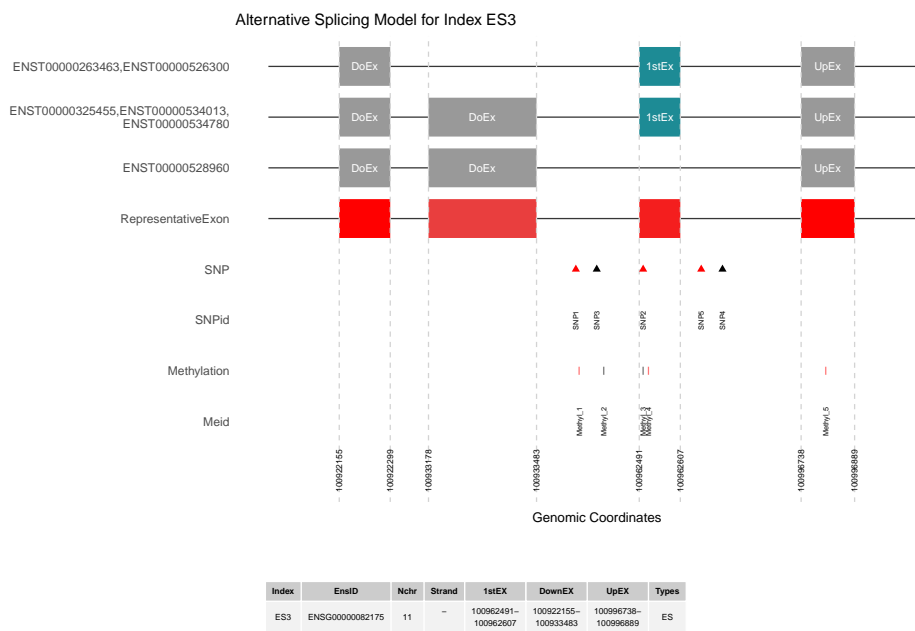 Alternative Splicing Model for Index ES3
ENST00000263463,ENST00000526300
DoEx
1stEx
UpEx
ENST00000325455,ENST00000534013,
ENST00000534780
DoEx
DoEx
1stEx
UpEx
ENST00000528960
DoEx
DoEx
UpEx
RepresentativeExon
SNP
SNPid
SNP1
SNP3
SNP2
SNP5
SNP4
Methylation
Meid
Methyl_1
Methyl_2
Methyl_3
Methyl_4
Methyl_5
100922155
100922299
100933178
100933483
100962491
100962607
100996738
100996889
Genomic Coordinates
Index EnsID Nchr Strand 1stEX DownEX UpEX Types
ES3 ENSG00000082175 11 – 100962491– 100922155– 100996738– ES
100962607 100933483 100996889